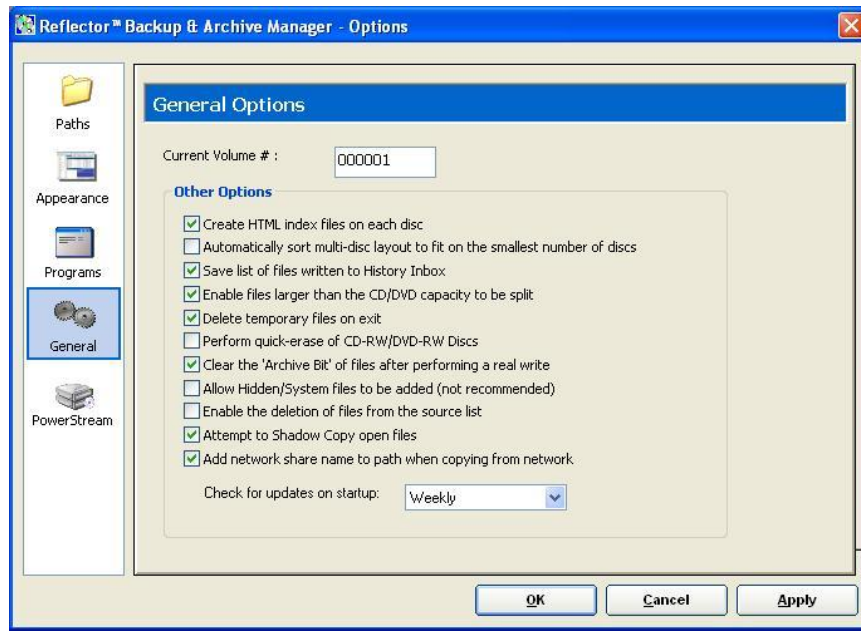 Reflector™ Backup & Archive Manager - Options
Paths
Appearance
Programs
General
PowerStream
General Options
Current Volume # :
000001
Other Options
Create HTML index files on each disc
Automatically sort multi-disc layout to fit on the smallest number of discs
Save list of files written to History Inbox
Enable files larger than the CD/DVD capacity to be split
Delete temporary files on exit
Perform quick-erase of CD-RW/DVD-RW Discs
Clear the 'Archive Bit' of files after performing a real write
Allow Hidden/System files to be added (not recommended)
Enable the deletion of files from the source list
Attempt to Shadow Copy open files
Add network share name to path when copying from network
Check for updates on startup: Weekly
OK Cancel Apply